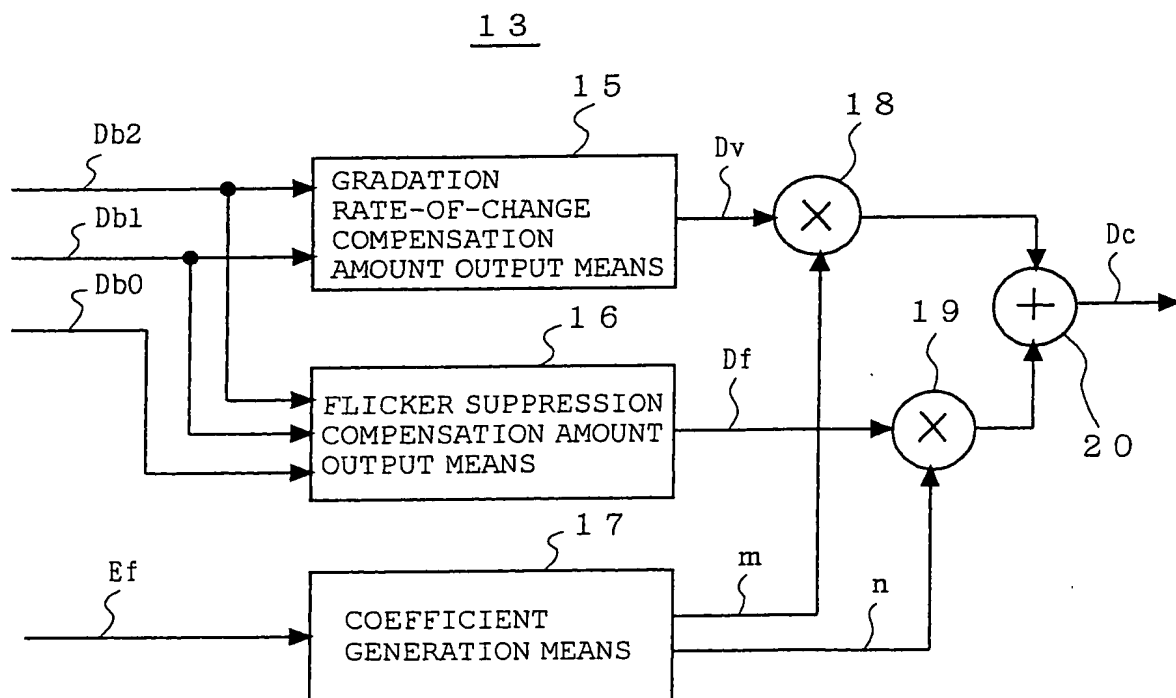 13
15
18
Db2
Dv
GRADATION
RATE-OF-CHANGE
COMPENSATION
AMOUNT OUTPUT MEANS
×
Db1
Dc
Db0
+
16
19
20
Df
FLICKER SUPPRESSION
COMPENSATION AMOUNT
OUTPUT MEANS
×
17
m
n
Ef
COEFFICIENT
GENERATION MEANS